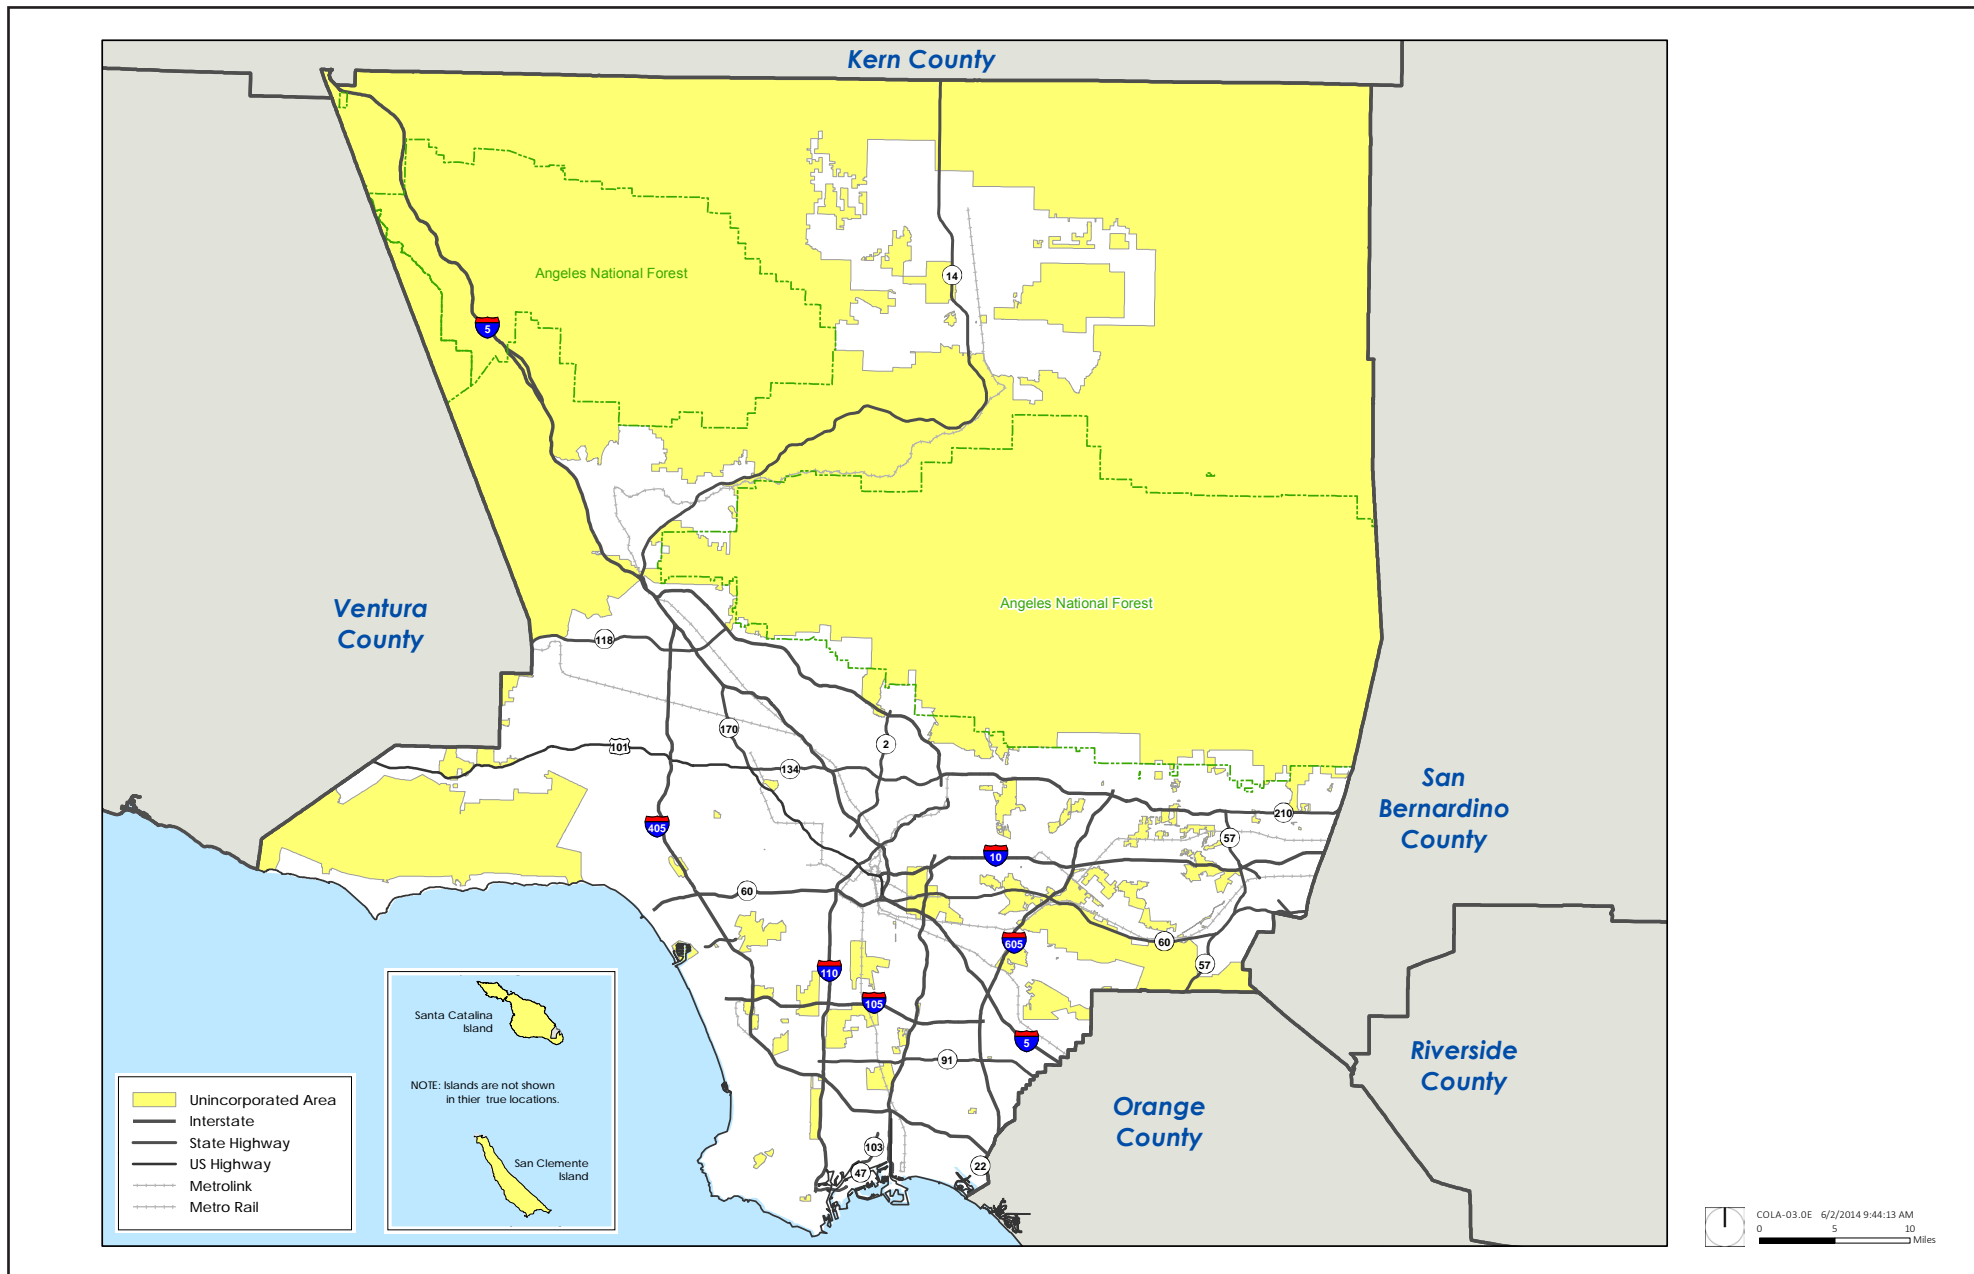 Kern County
14
Angeles National Forest
5
Angeles National Forest
Ventura
County
118
170
2
101
134
San
Bernardino
County
210
405
57
10
60
605
60
57
110
105
Santa Catalina
Island
5
91
Riverside
County
NOTE: Islands are not shown
in thier true locations.
Orange
County
Unincorporated Area
Interstate
State Highway
US Highway
Metrolink
Metro Rail
103
47
22
San Clemente
Island
COLA-03.0E 6/2/2014 9:44:13 AM
0 5 10
Miles